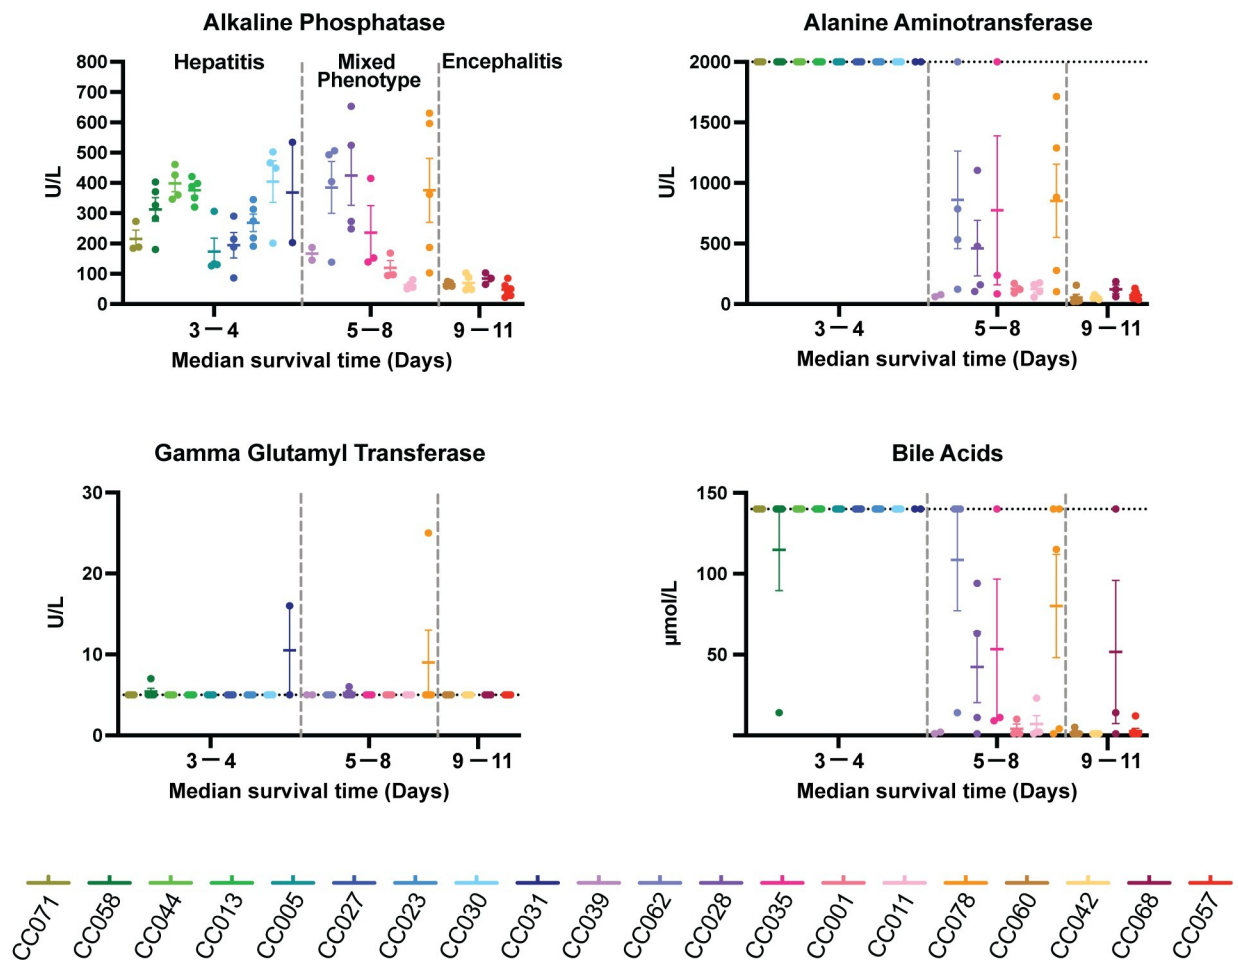 Alkaline Phosphatase
800
700
600
500
400
300
200
100
0
U/L
Hepatitis
Mixed
Phenotype
Encephalitis
3—4
5—8
9—11
Median survival time (Days)
Alanine Aminotransferase
2000
1500
1000
500
0
U/L
3—4
5—8
9—11
Median survival time (Days)
Gamma Glutamyl Transferase
30
20
10
0
U/L
3—4
5—8
9—11
Median survival time (Days)
Bile Acids
150
100
50
µmol/L
3—4
5—8
9—11
Median survival time (Days)
CC071
CC058
CC044
CC013
CC005
CC027
CC023
CC030
CC031
CC039
CC062
CC028
CC035
CC001
CC011
CC078
CC060
CC042
CC068
CC057